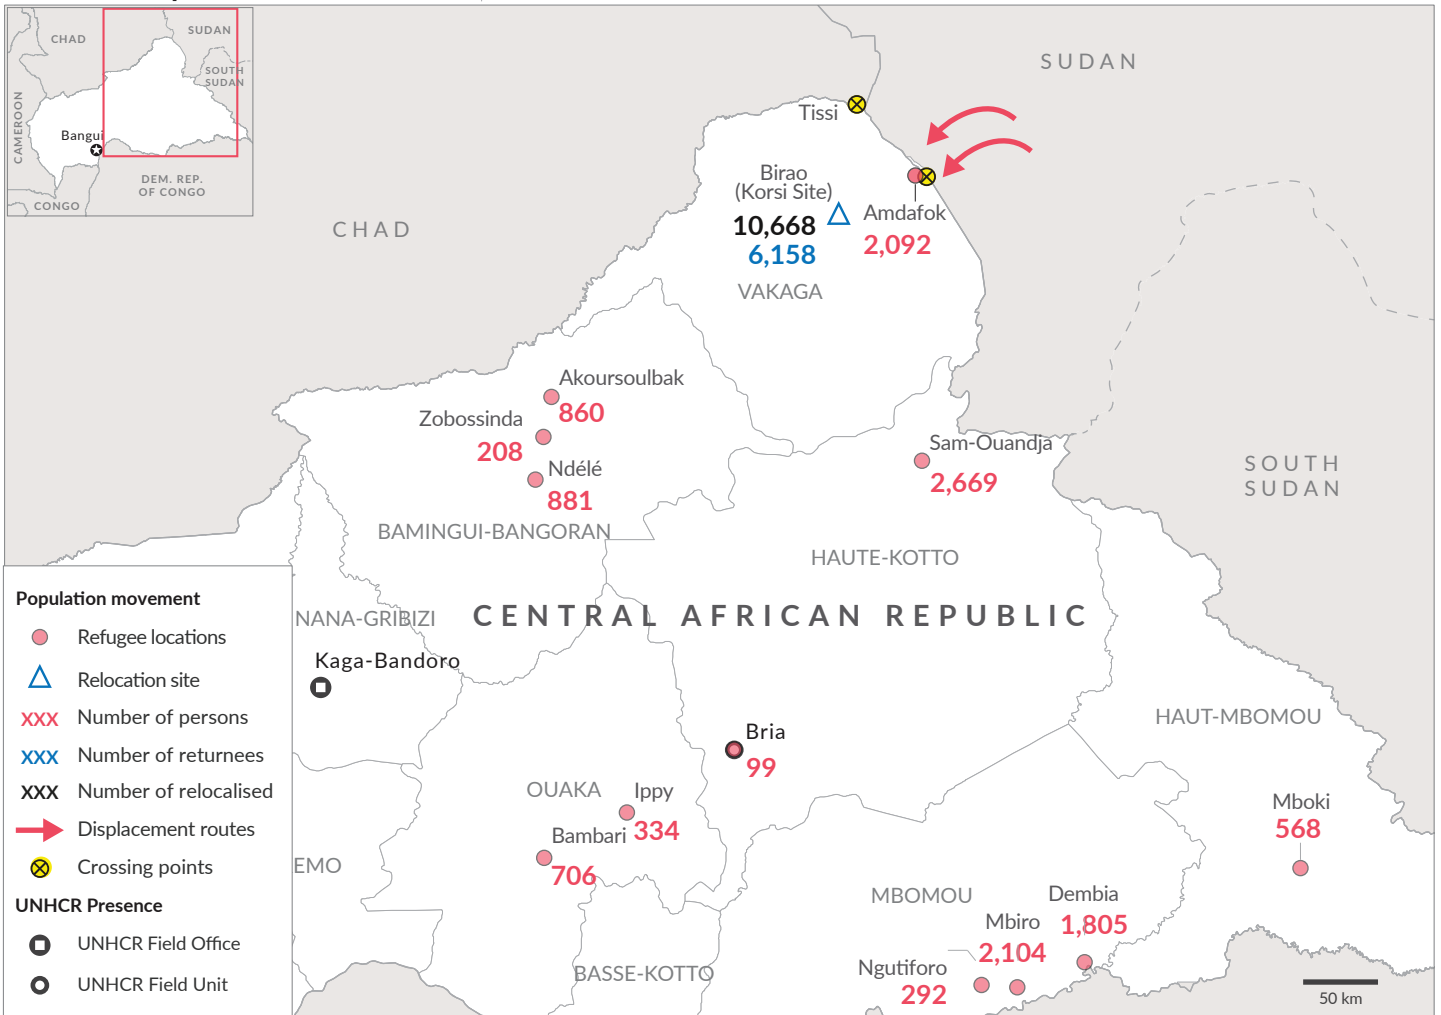 CHAD
SUDAN
SOUTH
SUDAN
CAMEROON
Bangui
DEM. REP.
OF CONGO
CONGO
SUDAN
Tissi
Birao
(Korsi Site)
10,668
6,158
Amdafok
2,092
CHAD
VAKAGA
Akoursoulbak
860
Zobossinda
208
Ndélé
881
Sam-Ouandja
2,669
SOUTH
SUDAN
BAMINGUI-BANGORAN
HAUTE-KOTTO
CENTRAL AFRICAN REPUBLIC
NANA-GRIBIZI
Kaga-Bandoro
HAUT-MBOMOU
Bria
99
OUAKA
Ippy
334
Bambari
706
Mboki
568
EMO
MBOMOU
Dembia
1,805
Mbiro
2,104
Ngutiforo
292
BASSE-KOTTO
50 km
Population movement
Refugee locations
Relocation site
XXX Number of persons
XXX Number of returnees
XXX Number of relocalised
Displacement routes
Crossing points
UNHCR Presence
UNHCR Field Office
UNHCR Field Unit